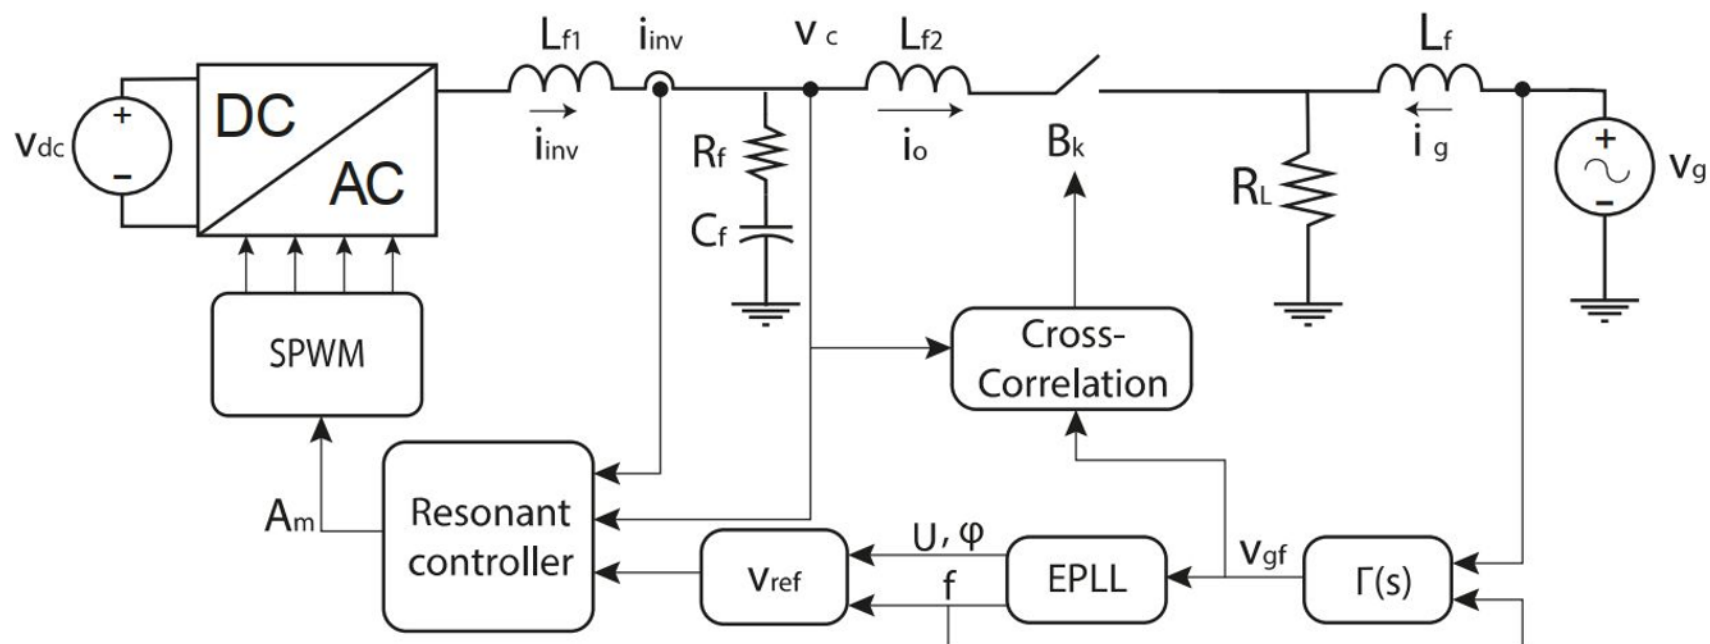 Lf1
iinv
vc
Lf2
Lf
DC
AC
vdc
+
−
iinv
Rf
Cf
io
Bk
RL
ig
+
−
vg
SPWM
Cross-
Correlation
Am
Resonant
controller
vref
U, φ
f
EPLL
vgf
Γ(s)